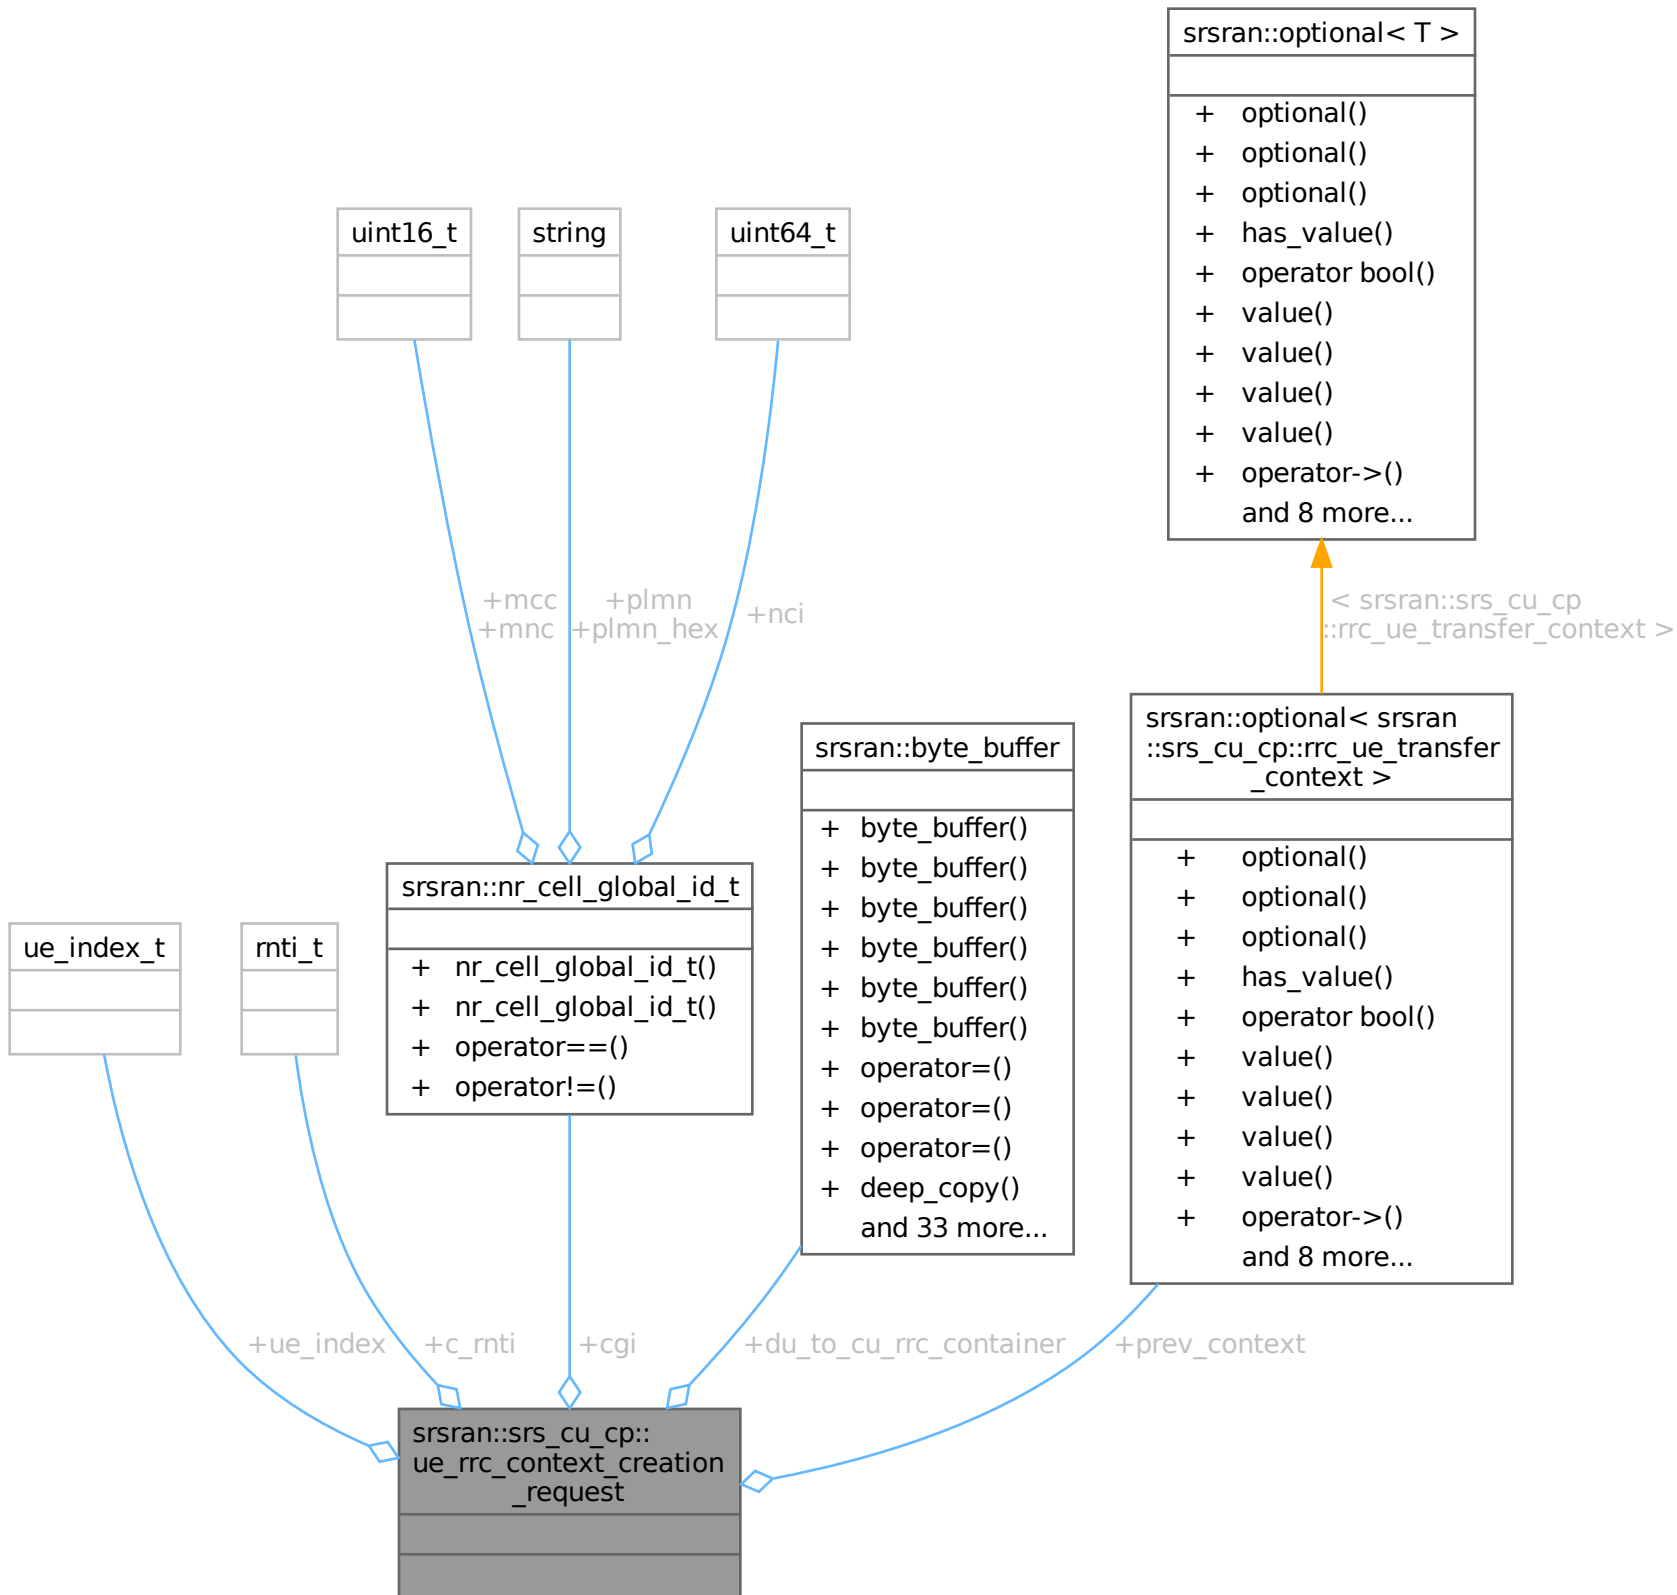 srsran::optional< T >
+ optional()
+ optional()
+ optional()
+ has_value()
+ operator bool()
+ value()
+ value()
+ value()
+ value()
+ operator->()
and 8 more...
uint16_t
string
uint64_t
+mcc
+mnc
+plmn
+plmn_hex
+nci
< srsran::srs_cu_cp
::rrc_ue_transfer_context >
srsran::optional< srsran
::srs_cu_cp::rrc_ue_transfer
_context >
+ optional()
+ optional()
+ optional()
+ has_value()
+ operator bool()
+ value()
+ value()
+ value()
+ value()
+ operator->()
and 8 more...
srsran::byte_buffer
+ byte_buffer()
+ byte_buffer()
+ byte_buffer()
+ byte_buffer()
+ byte_buffer()
+ byte_buffer()
+ operator=()
+ operator=()
+ operator=()
+ deep_copy()
and 33 more...
srsran::nr_cell_global_id_t
+ nr_cell_global_id_t()
+ nr_cell_global_id_t()
+ operator==()
+ operator!=()
ue_index_t
rnti_t
+ue_index
+c_rnti
+cgi
+du_to_cu_rrc_container
+prev_context
srsran::srs_cu_cp::
ue_rrc_context_creation
_request